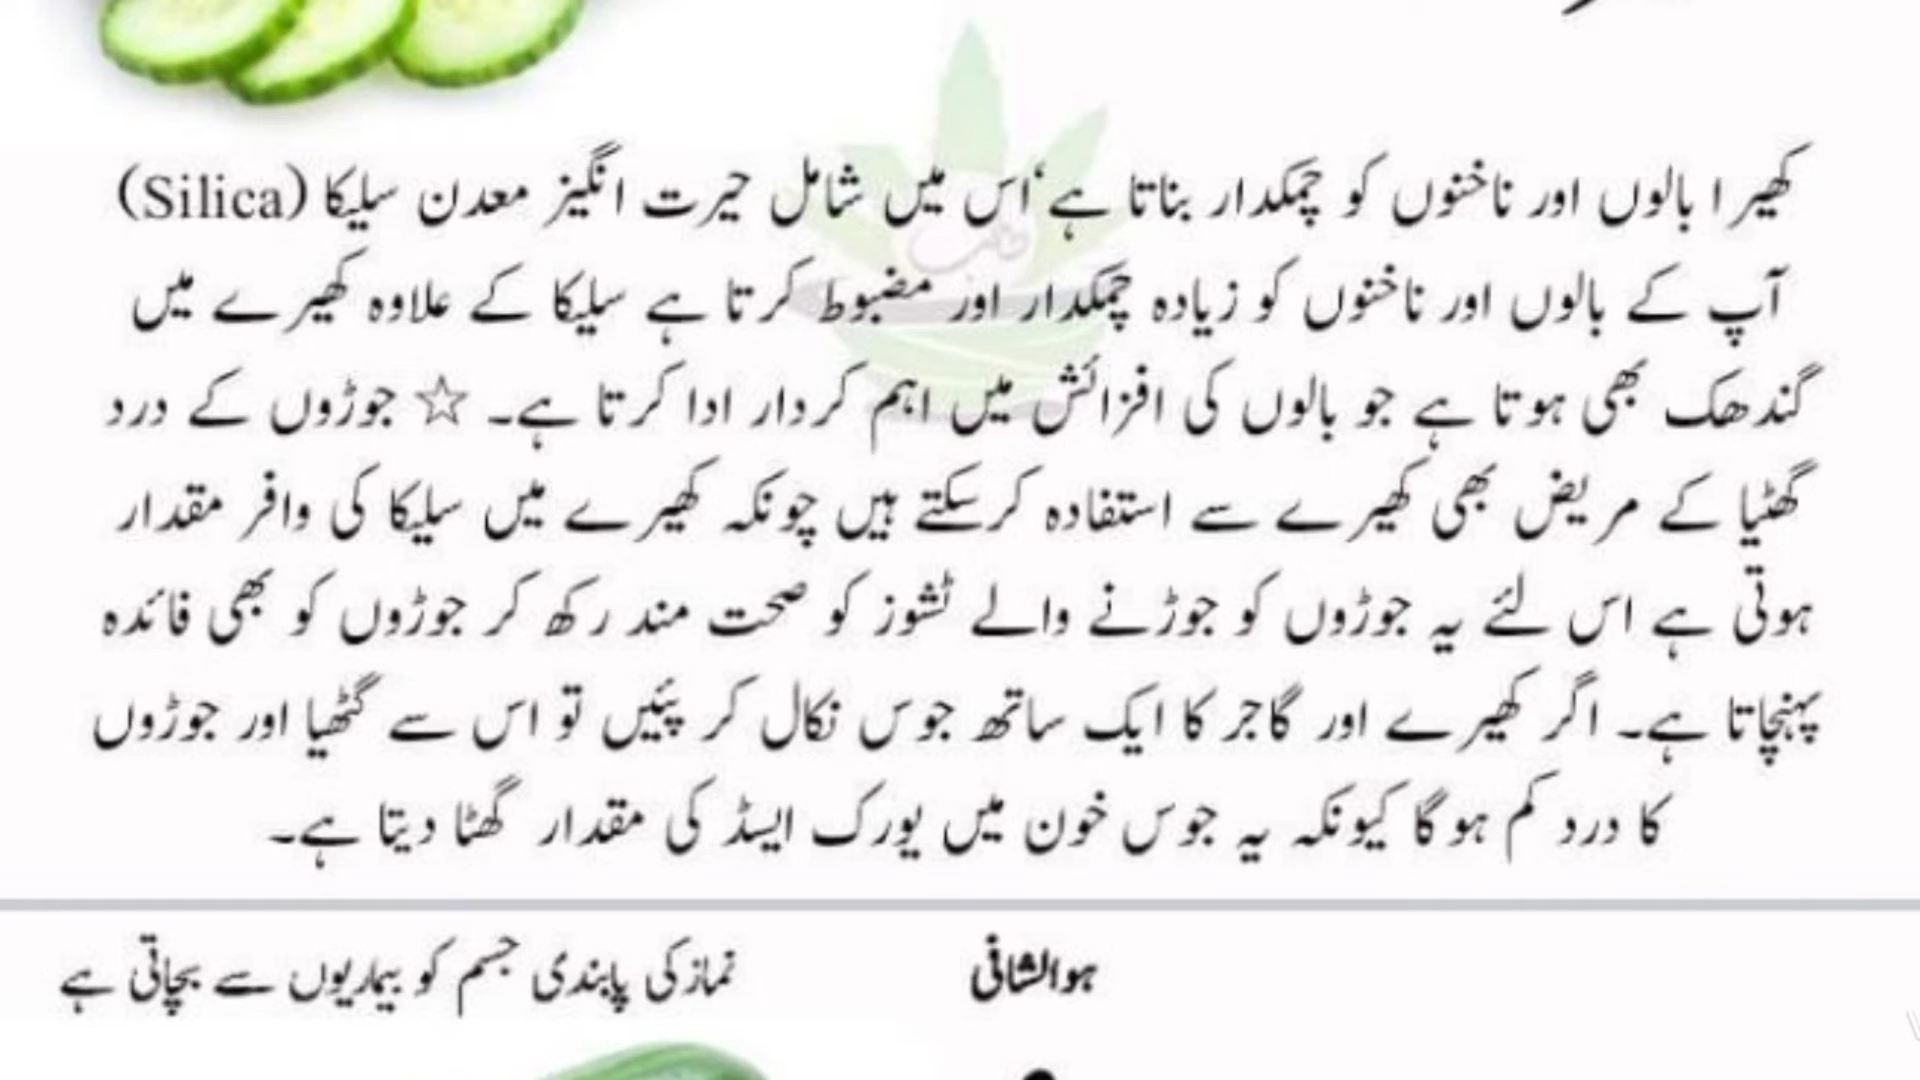 کھیرا بالوں اور ناخنوں کو چمکدار بناتا ہے‘اس میں شامل حیرت انگیز معدن سلیکا (Silica)
آپ کے بالوں اور ناخنوں کو زیادہ چمکدار اور مضبوط کرتا ہے سلیکا کے علاوہ کھیرے میں
گندھک بھی ہوتا ہے جو بالوں کی افزائش میں اہم کردار ادا کرتا ہے۔ ☆ جوڑوں کے درد
گھٹیا کے مریض بھی کھیرے سے استفادہ کرسکتے ہیں چونکہ کھیرے میں سلیکا کی وافر مقدار
ہوتی ہے اس لئے یہ جوڑوں کو جوڑنے والے ٹشوز کو صحت مند رکھ کر جوڑوں کو بھی فائدہ
پہنچاتا ہے۔ اگر کھیرے اور گاجر کا ایک ساتھ جوس نکال کر پئیں تو اس سے گٹھیا اور جوڑوں
کا درد کم ہوگا کیونکہ یہ جوس خون میں یورک ایسڈ کی مقدار گھٹا دیتا ہے۔
ھوالشافی
نماز کی پابندی جسم کو بیماریوں سے بچاتی ہے